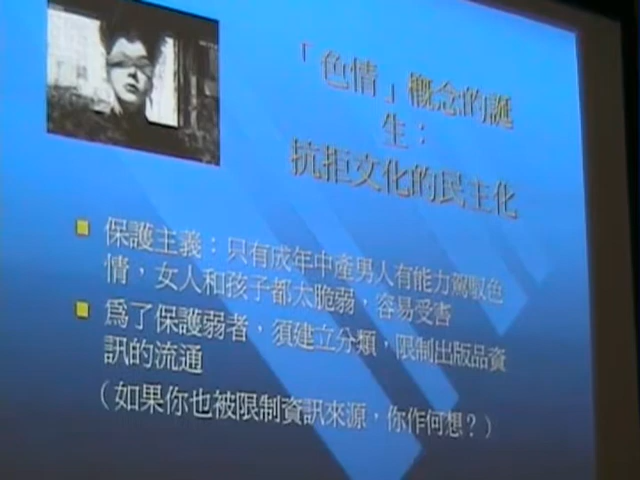 「色情」概念的誕
生：
抗拒文化的民主化
保護主義：只有成年中產男人有能力駕馭色
情，女人和孩子都太脆弱，容易受害
為了保護弱者，須建立分類，限制出版品資
訊的流通
（如果你也被限制資訊來源，你作何想？）